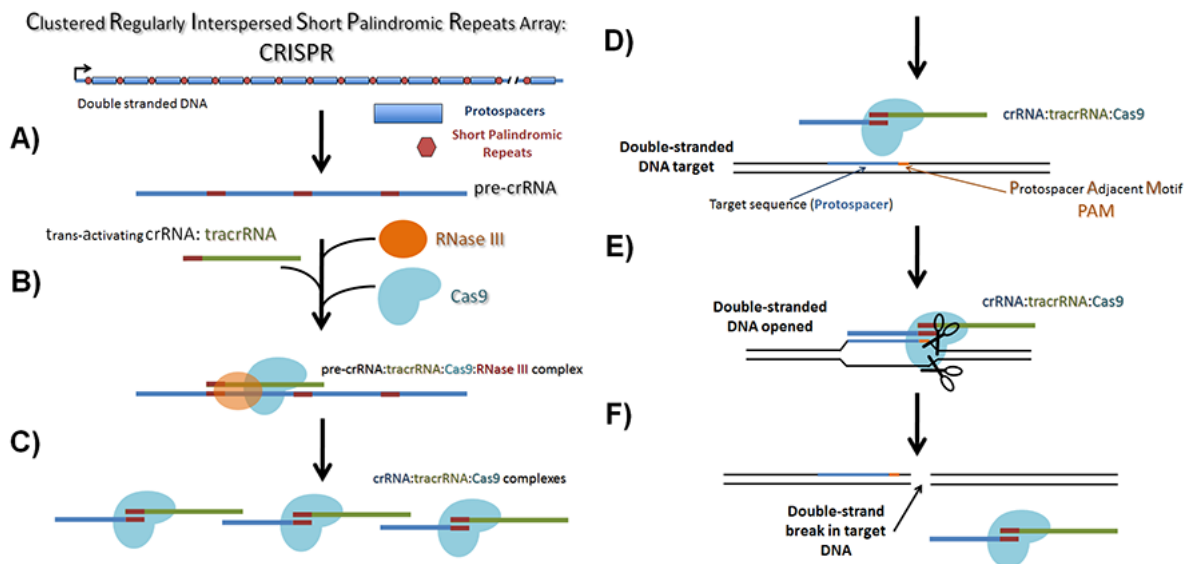 Clustered Regularly Interspersed Short Palindromic Repeats Array:
CRISPR
Double stranded DNA
Protospacers
Short Palindromic
Repeats
A)
pre-crRNA
trans-activating crRNA: tracrRNA
RNase III
B)
Cas9
pre-crRNA:tracrRNA:Cas9:RNase III complex
C)
crRNA:tracrRNA:Cas9 complexes
D)
crRNA:tracrRNA:Cas9
Double-stranded
DNA target
Target sequence (Protospacer)
Protospacer Adjacent Motif
PAM
E)
crRNA:tracrRNA:Cas9
Double-stranded
DNA opened
F)
Double-strand
break in target
DNA